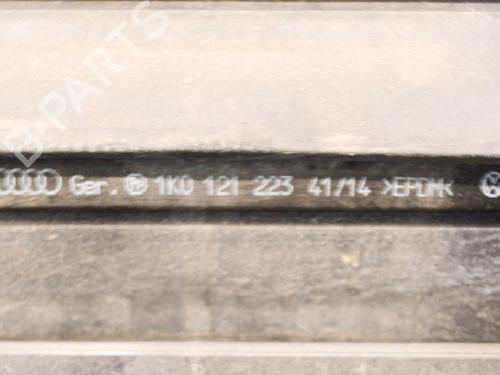 B-PARTS
Ger. 1K0 121 223 41/14 >EPDM<